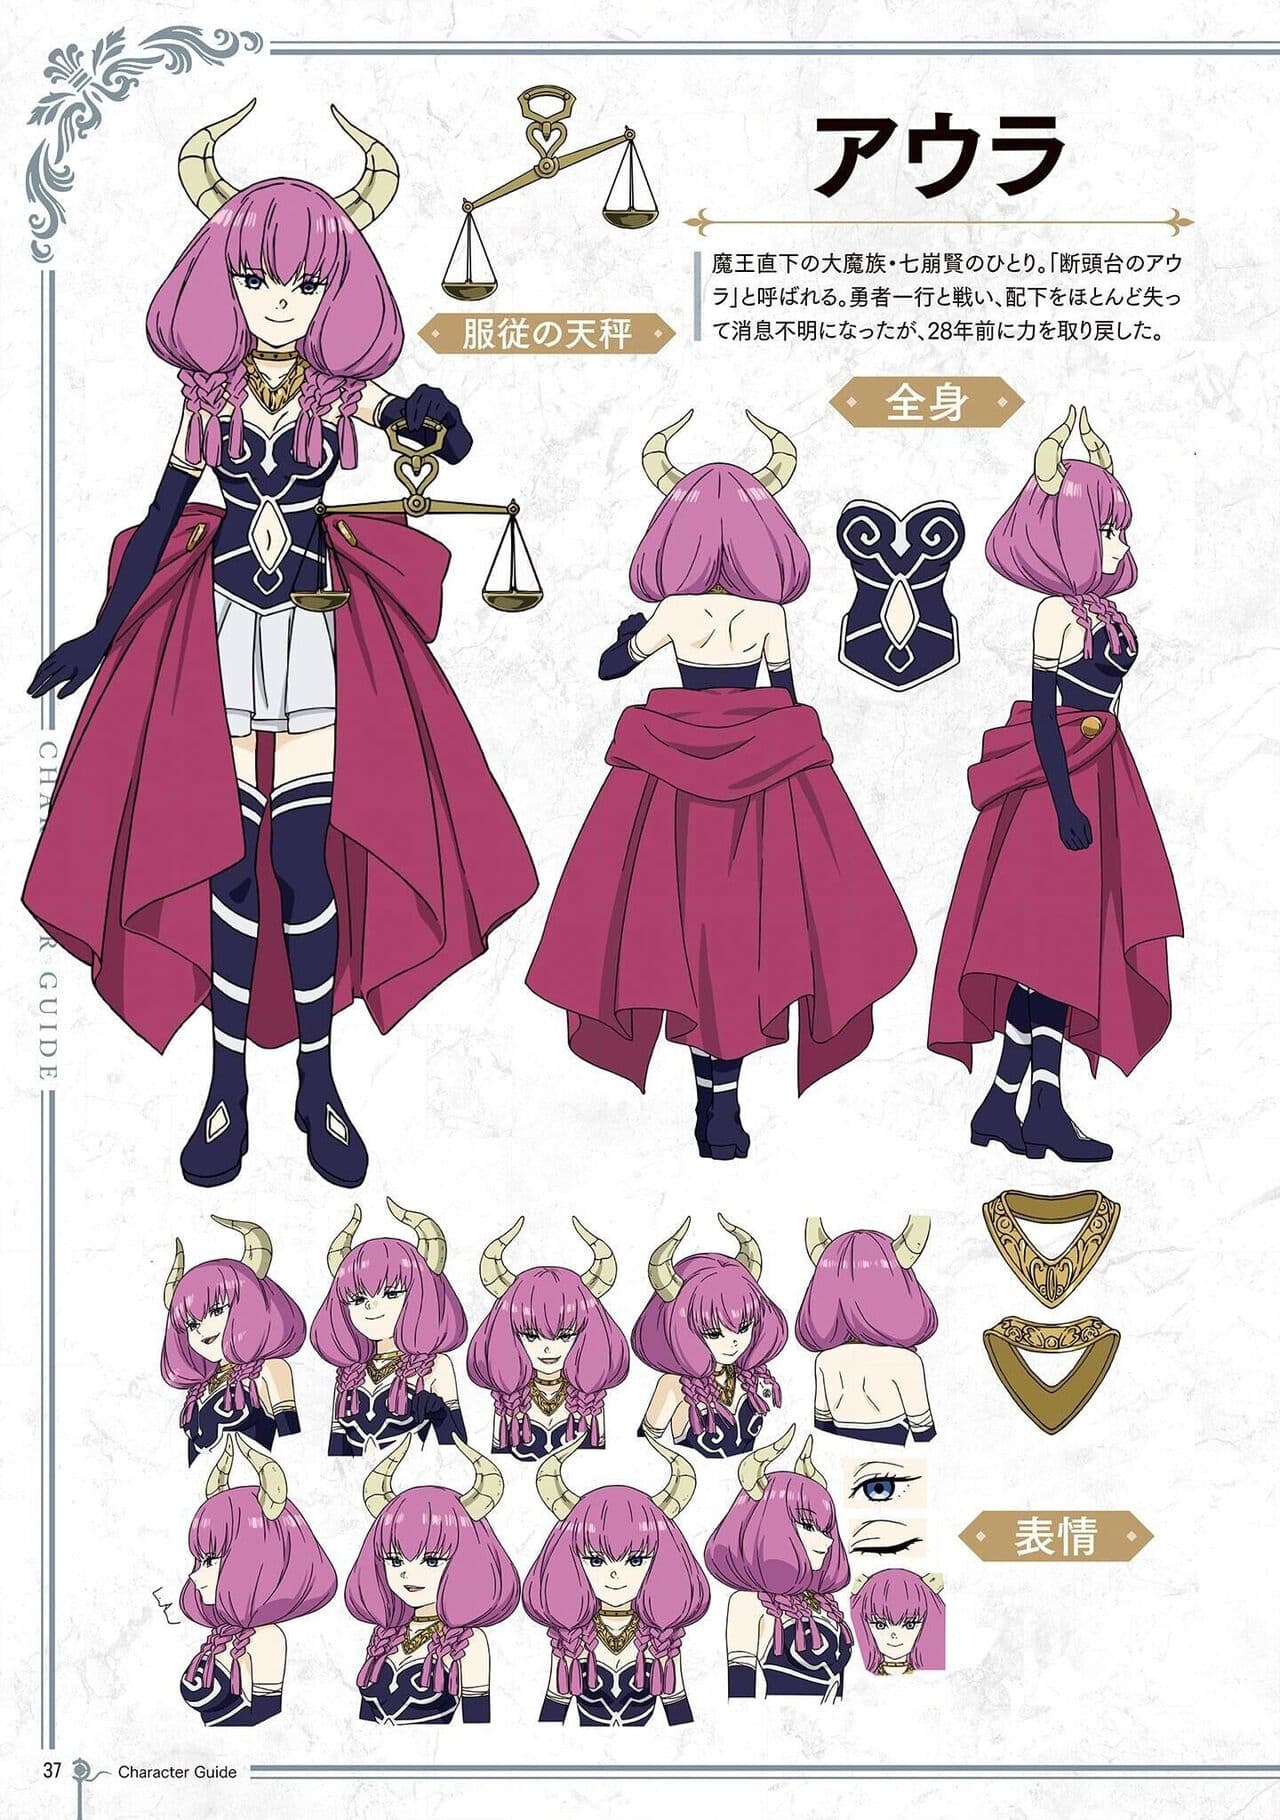 アウラ
魔王直下の大魔族・七崩賢のひとり。「断頭台のアウ
ラ」と呼ばれる。勇者一行と戦い、配下をほとんど失っ
て消息不明になったが、28年前に力を取り戻した。
服従の天秤
全身
表情
CHARACTER GUIDE
37
Character Guide